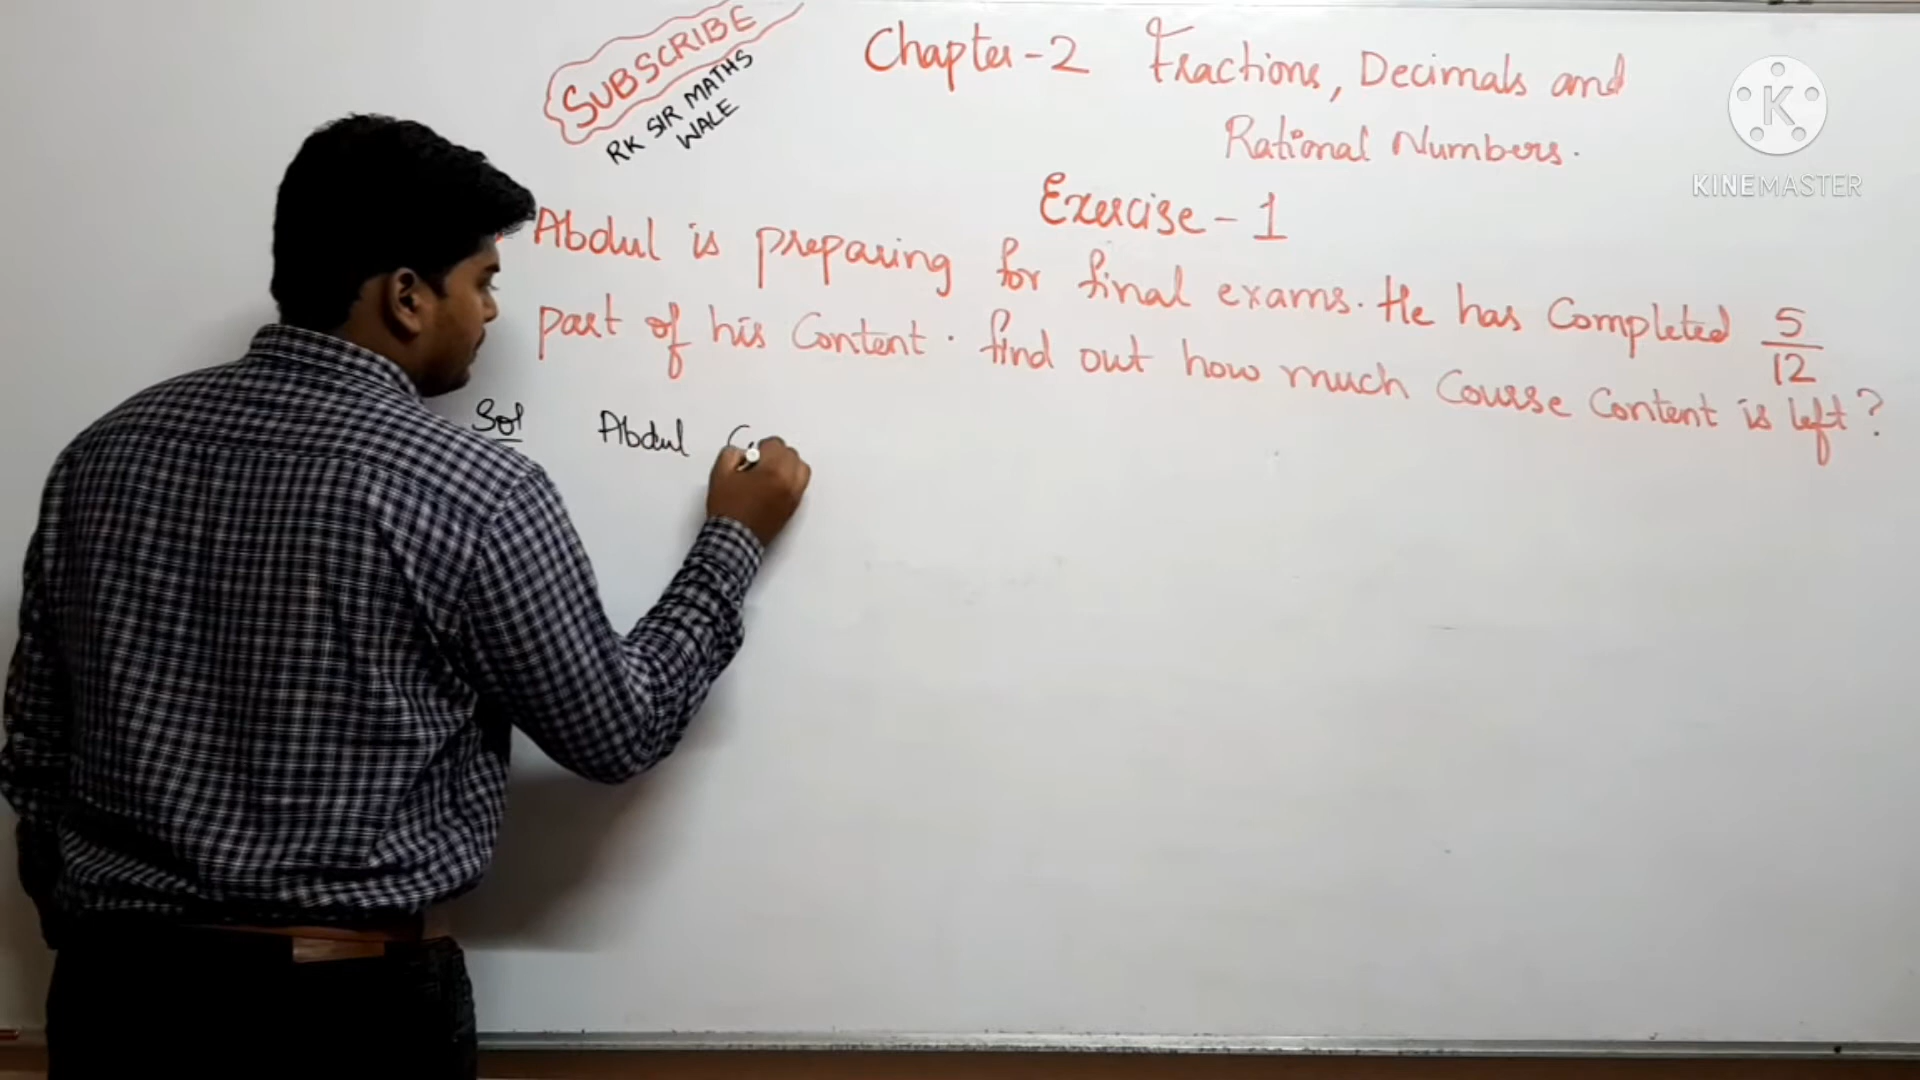 SUBSCRIBE
RK SIR MATHS
WALE
Chapter-2 Fractions, Decimals and
Rational Numbers.
KINEMASTER
Exercise-1
Abdul is preparing for final exams. He has Completed 5/12
part of his Content. find out how much Course Content is left?
Sol Abdul